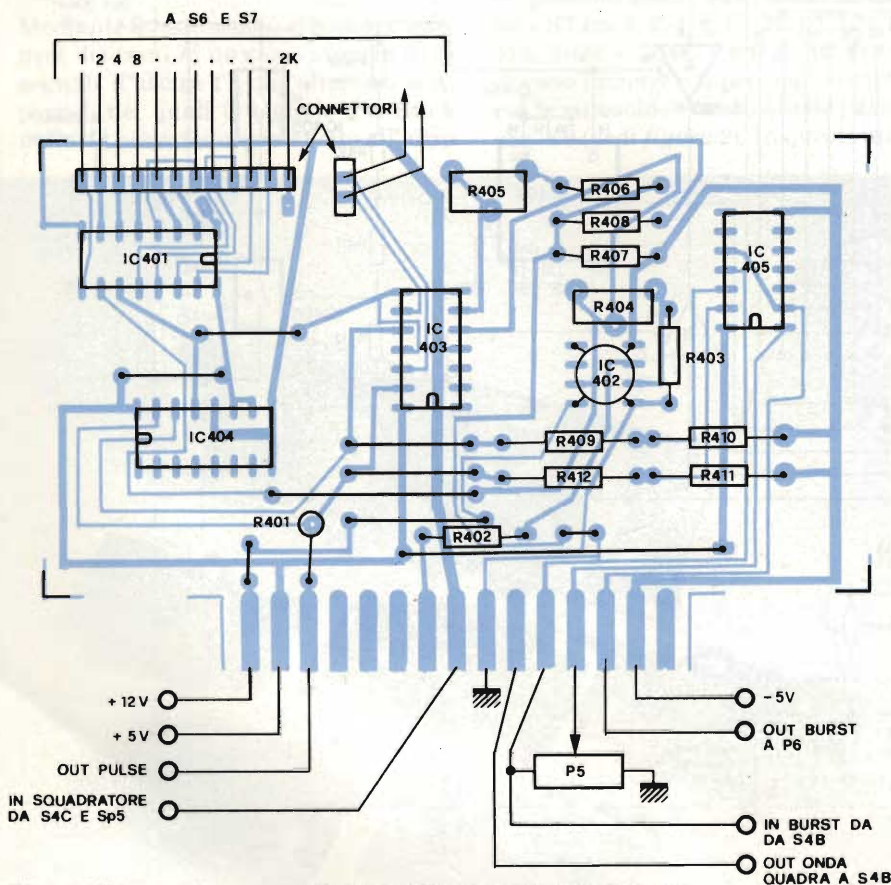 A S6 E S7
1 2 4 8 - - - - - - - 2K
CONNETTORI
R405
R406
R408
R407
IC 405
IC401
R404
IC 403
R403
IC 402
IC404
R409
R410
R412
R411
R401
R402
+ 12 V
- 5V
+ 5 V
OUT BURST
A P6
OUT PULSE
P5
IN SQUADRATORE
DA S4C E Sp5
IN BURST DA
DA S4B
OUT ONDA
QUADRA A S4B